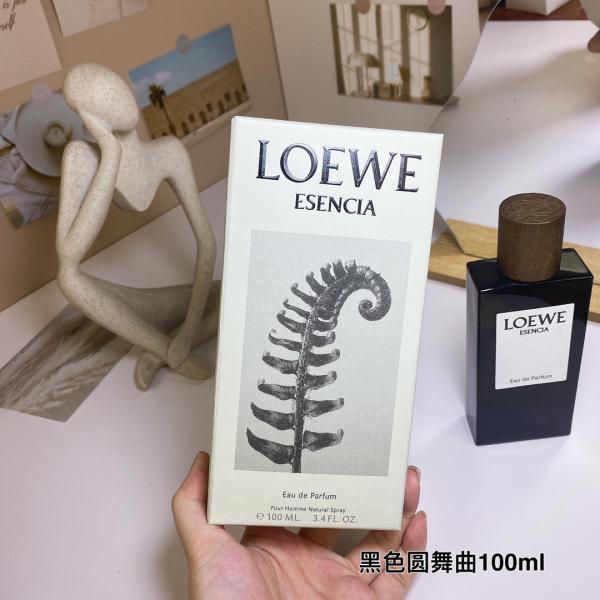 LOEWE
ESENCIA
Eau de Parfum
Pour Homme Natural Spray
℮ 100 ML. 3.4 FL. OZ.
LOEWE
ESENCIA
Eau de Parfum
黑色圆舞曲100ml